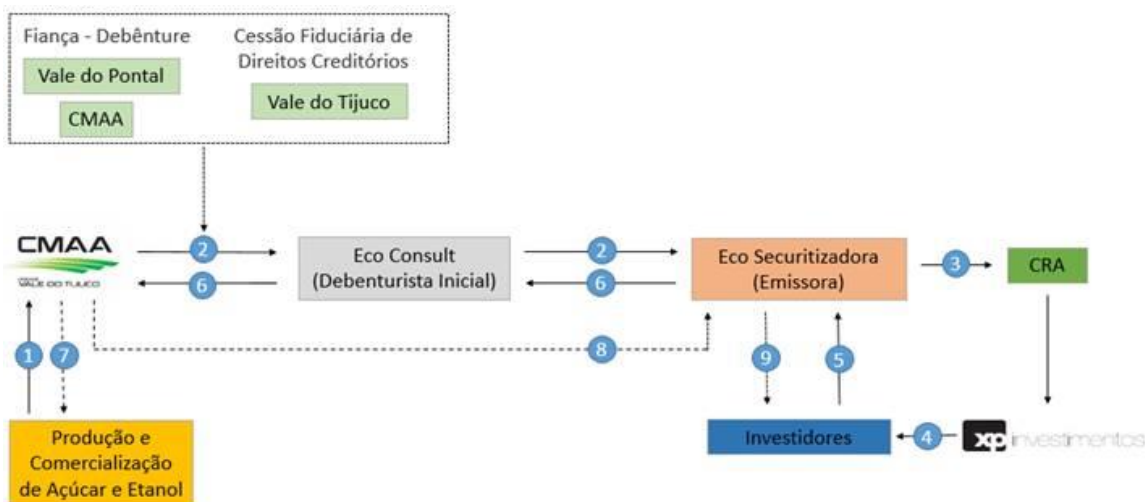 Fiança - Debênture
Cessão Fiduciária de
Direitos Creditórios
Vale do Pontal
CMAA
Vale do Tijuco
CMAA
VALE DO TIJUCO
2
6
Eco Consult
(Debenturista Inicial)
2
6
Eco Securitizadora
(Emissora)
3
CRA
1
7
8
9
5
Produção e
Comercialização
de Açúcar e Etanol
Investidores
4
xp investimentos